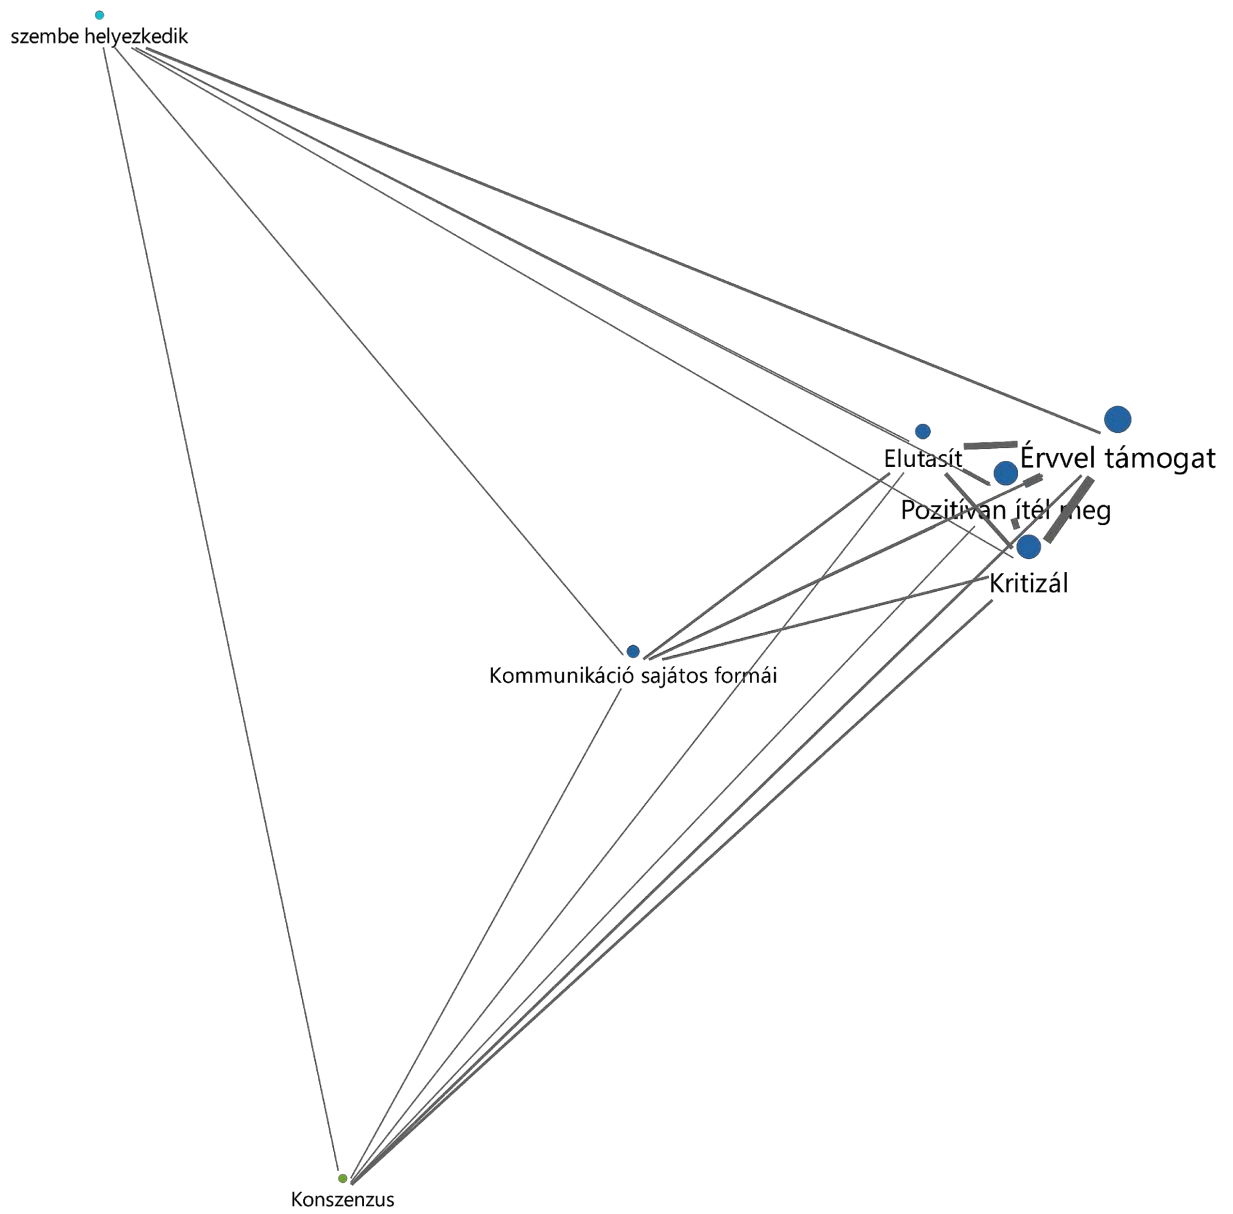 szembe helyezkedik
Elutasít
Érvvel támogat
Pozitívan ítél meg
Kritizál
Kommunikáció sajátos formái
Konszenzus